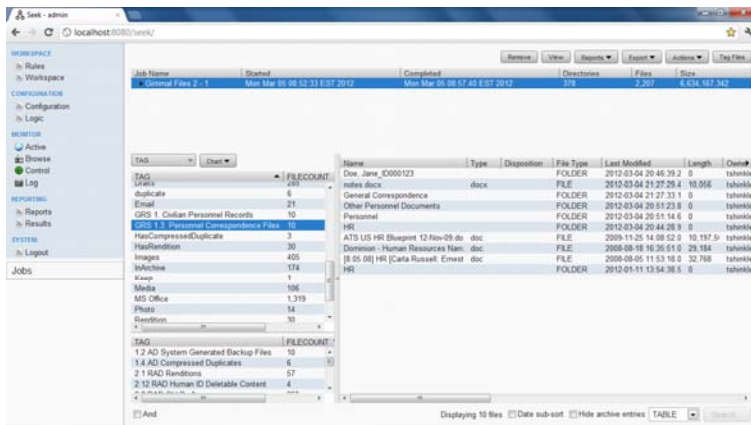 Seek - admin
localhost:8080/seek/
WORKSPACE
Rules
Workspace
CONFIGURATION
Configuration
Logic
MONITOR
Active
Browse
Control
Log
REPORTING
Reports
Results
SYSTEM
Logout
Jobs
Remove View Reports Export Actions Tag Files
Job Name Started Completed Directories Files Size
Gimmal Files 2 - 1 Mon Mar 05 08:52:33 EST 2012 Mon Mar 05 08:57:48 EST 2012 378 2,207 6,634,167,342
TAG Chart
TAG FILECOUNT
Drafts 285
duplicate 6
Email 21
GRS 1. Civilian Personnel Records 10
GRS 1.3: Personnel Correspondence Files 10
HasCompressedDuplicate 3
HasRendition 30
Images 405
InArchive 174
Keep 1
Media 106
MS Office 1,319
Photo 14
Rendition 30
TAG FILECOUNT
1.2 AD System Generated Backup Files 10
1.4 AD Compressed Duplicates 6
2.1 RAD Renditions 57
2.12 RAD Human ID Deletable Content 4
And
Name Type Disposition File Type Last Modified Length Owner
Doe, Jane_ID000123 FOLDER 2012-03-04 20:46:39.2 0 tshinkle
notes.docx docx FILE 2012-03-04 21:27:29.4 10,056 tshinkle
General Correspondence FOLDER 2012-03-04 21:27:33.1 0 tshinkle
Other Personnel Documents FOLDER 2012-03-04 20:51:23.8 0 tshinkle
Personnel FOLDER 2012-03-04 20:51:14.6 0 tshinkle
HR FOLDER 2012-03-04 20:44:28.9 0 tshinkle
ATS US HR Blueprint 12-Nov-09.do doc FILE 2009-11-25 14:08:52.0 10,197,5 tshinkle
Dominion - Human Resources Nam doc FILE 2008-08-18 16:35:51.0 29,184 tshinkle
[8.05.08] HR [Carla Russell; Ernest doc FILE 2008-08-05 11:53:18.0 32,768 tshinkle
HR FOLDER 2012-01-11 13:54:38.5 0 tshinkle
Displaying 10 files Date sub-sort Hide archive entries TABLE Search